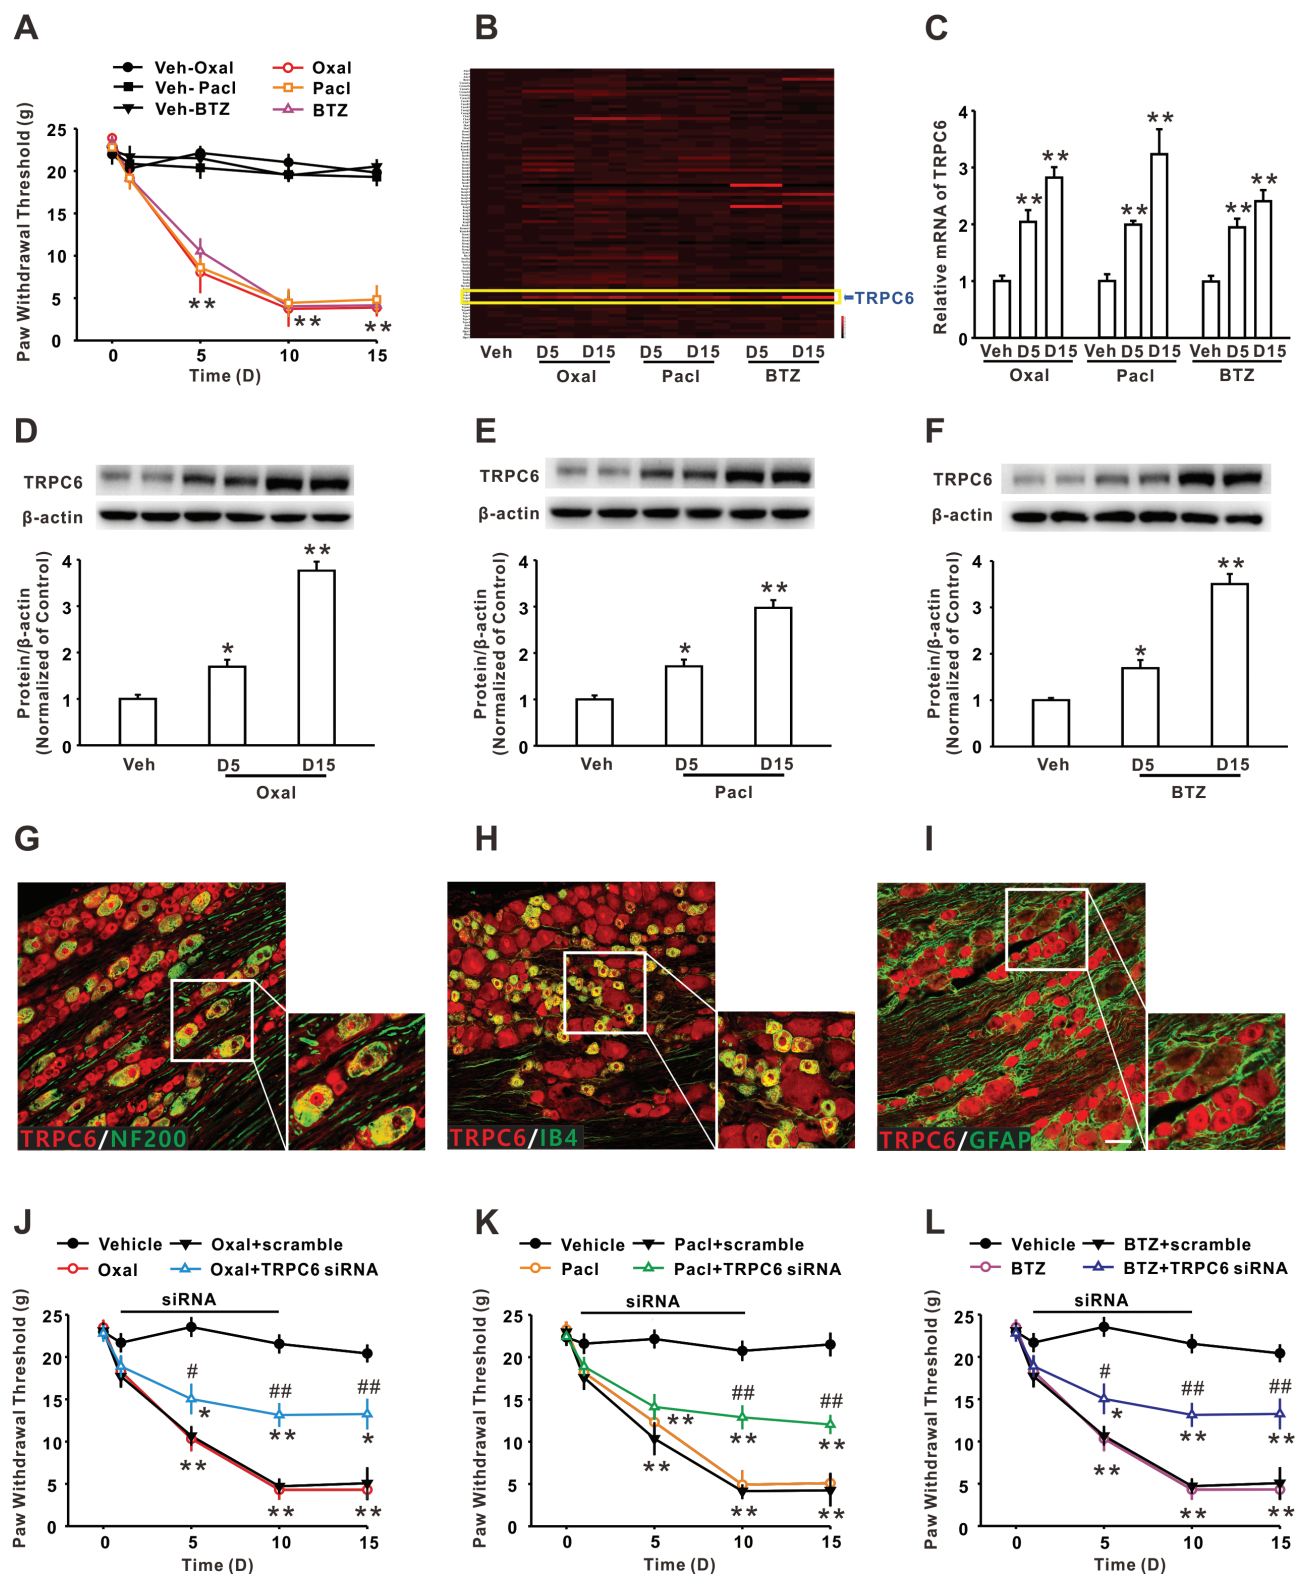 A
Veh-Oxal
Oxal
Veh- Pacl
Pacl
Veh-BTZ
BTZ
Paw Withdrawal Threshold (g)
25
20
15
10
5
0
**
**
**
0
5
10
15
Time (D)
B
TRPC6
Veh
D5
D15
D5
D15
D5
D15
Oxal
Pacl
BTZ
C
Relative mRNA of TRPC6
4
3
2
1
0
**
**
**
**
**
**
Veh
D5
D15
Veh
D5
D15
Veh
D5
D15
Oxal
Pacl
BTZ
D
TRPC6
β-actin
Protein/β-actin
(Normalized of Control)
4
3
2
1
0
*
**
Veh
D5
D15
Oxal
E
TRPC6
β-actin
Protein/β-actin
(Normalized of Control)
4
3
2
1
0
*
**
Veh
D5
D15
Pacl
F
TRPC6
β-actin
Protein/β-actin
(Normalized of Control)
4
3
2
1
0
*
**
Veh
D5
D15
BTZ
G
TRPC6/NF200
H
TRPC6/IB4
I
TRPC6/GFAP
J
Vehicle
Oxal+scramble
Oxal
Oxal+TRPC6 siRNA
siRNA
Paw Withdrawal Threshold (g)
25
20
15
10
5
0
#
##
##
*
**
*
**
**
**
0
5
10
15
Time (D)
K
Vehicle
Pacl+scramble
Pacl
Pacl+TRPC6 siRNA
siRNA
Paw Withdrawal Threshold (g)
25
20
15
10
5
0
##
##
**
**
**
**
**
**
0
5
10
15
Time (D)
L
Vehicle
BTZ+scramble
BTZ
BTZ+TRPC6 siRNA
siRNA
Paw Withdrawal Threshold (g)
25
20
15
10
5
0
#
##
##
*
**
**
**
**
**
0
5
10
15
Time (D)